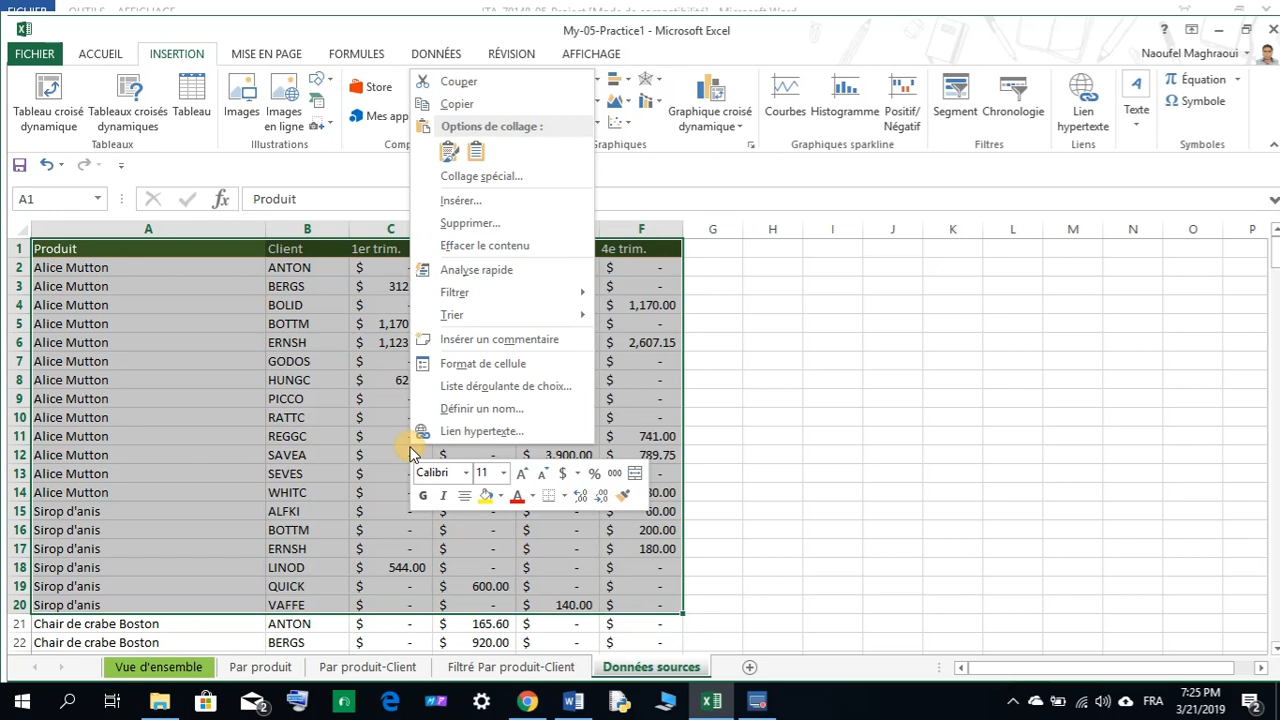 FICHIER OUTILS AFFICHAGE
My-05-Practice1 - Microsoft Excel
FICHIER ACCUEIL INSERTION MISE EN PAGE FORMULES DONNÉES RÉVISION AFFICHAGE Naoufel Maghraoui
Tableau croisé dynamique
Tableaux croisés dynamiques
Tableau
Images
Images en ligne
Store
Mes app
Graphique croisé dynamique
Courbes
Histogramme
Positif/ Négatif
Segment
Chronologie
Lien hypertexte
Texte
Équation
Symbole
Tableaux Illustrations Graphiques sparkline Filtres Liens Symboles
A1 Produit
A B C F G H I J K L M N O P
1 Produit Client 1er trim. 4e trim.
2 Alice Mutton ANTON $ - $ -
3 Alice Mutton BERGS $ 312 $ -
4 Alice Mutton BOLID $ - $ 1,170.00
5 Alice Mutton BOTTM $ 1,170 $ -
6 Alice Mutton ERNSH $ 1,123 $ 2,607.15
7 Alice Mutton GODOS $ - $ -
8 Alice Mutton HUNGC $ 62 $ -
9 Alice Mutton PICCO $ - $ -
10 Alice Mutton RATTC $ - $ -
11 Alice Mutton REGGC $ - $ 741.00
12 Alice Mutton SAVEA $ - $ - $ 3,900.00 $ 789.75
13 Alice Mutton SEVES $ -
14 Alice Mutton WHITC $ -
15 Sirop d'anis ALFKI $ - $ - $ - $ 60.00
16 Sirop d'anis BOTTM $ - $ - $ - $ 200.00
17 Sirop d'anis ERNSH $ - $ - $ - $ 180.00
18 Sirop d'anis LINOD $ 544.00 $ - $ - $ -
19 Sirop d'anis QUICK $ - $ 600.00 $ - $ -
20 Sirop d'anis VAFFE $ - $ - $ 140.00 $ -
21 Chair de crabe Boston ANTON $ - $ 165.60 $ - $ -
22 Chair de crabe Boston BERGS $ - $ 920.00 $ - $ -
Couper
Copier
Options de collage :
Collage spécial...
Insérer...
Supprimer...
Effacer le contenu
Analyse rapide
Filtrer
Trier
Insérer un commentaire
Format de cellule
Liste déroulante de choix...
Définir un nom...
Lien hypertexte...
Calibri 11 $ % 000
G I A
Vue d'ensemble Par produit Par produit-Client Filtré Par produit-Client Données sources
FRA 7:25 PM
3/21/2019